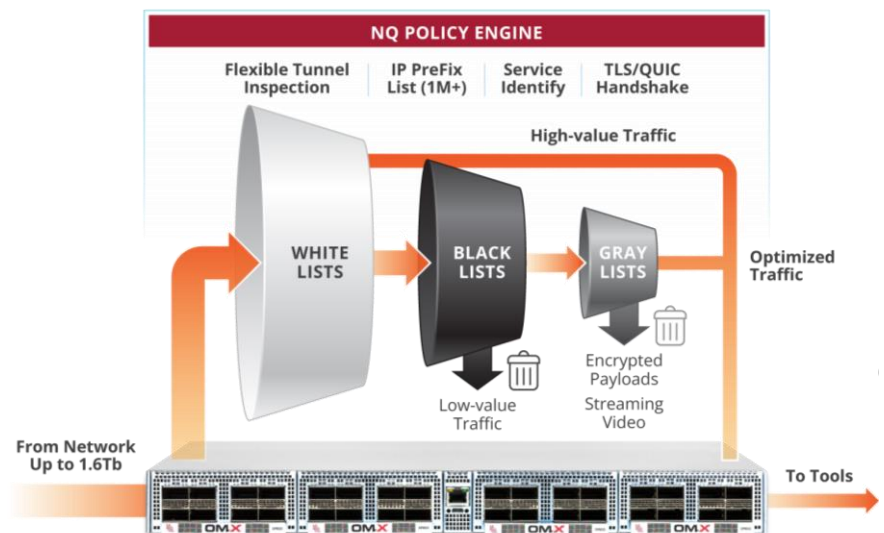 NQ POLICY ENGINE
Flexible Tunnel
Inspection
IP PreFix
List (1M+)
Service
Identify
TLS/QUIC
Handshake
High-value Traffic
WHITE
LISTS
BLACK
LISTS
GRAY
LISTS
Optimized
Traffic
Low-value
Traffic
Encrypted
Payloads
Streaming
Video
From Network
Up to 1.6Tb
To Tools
OMX
OMX
OMX
OMX